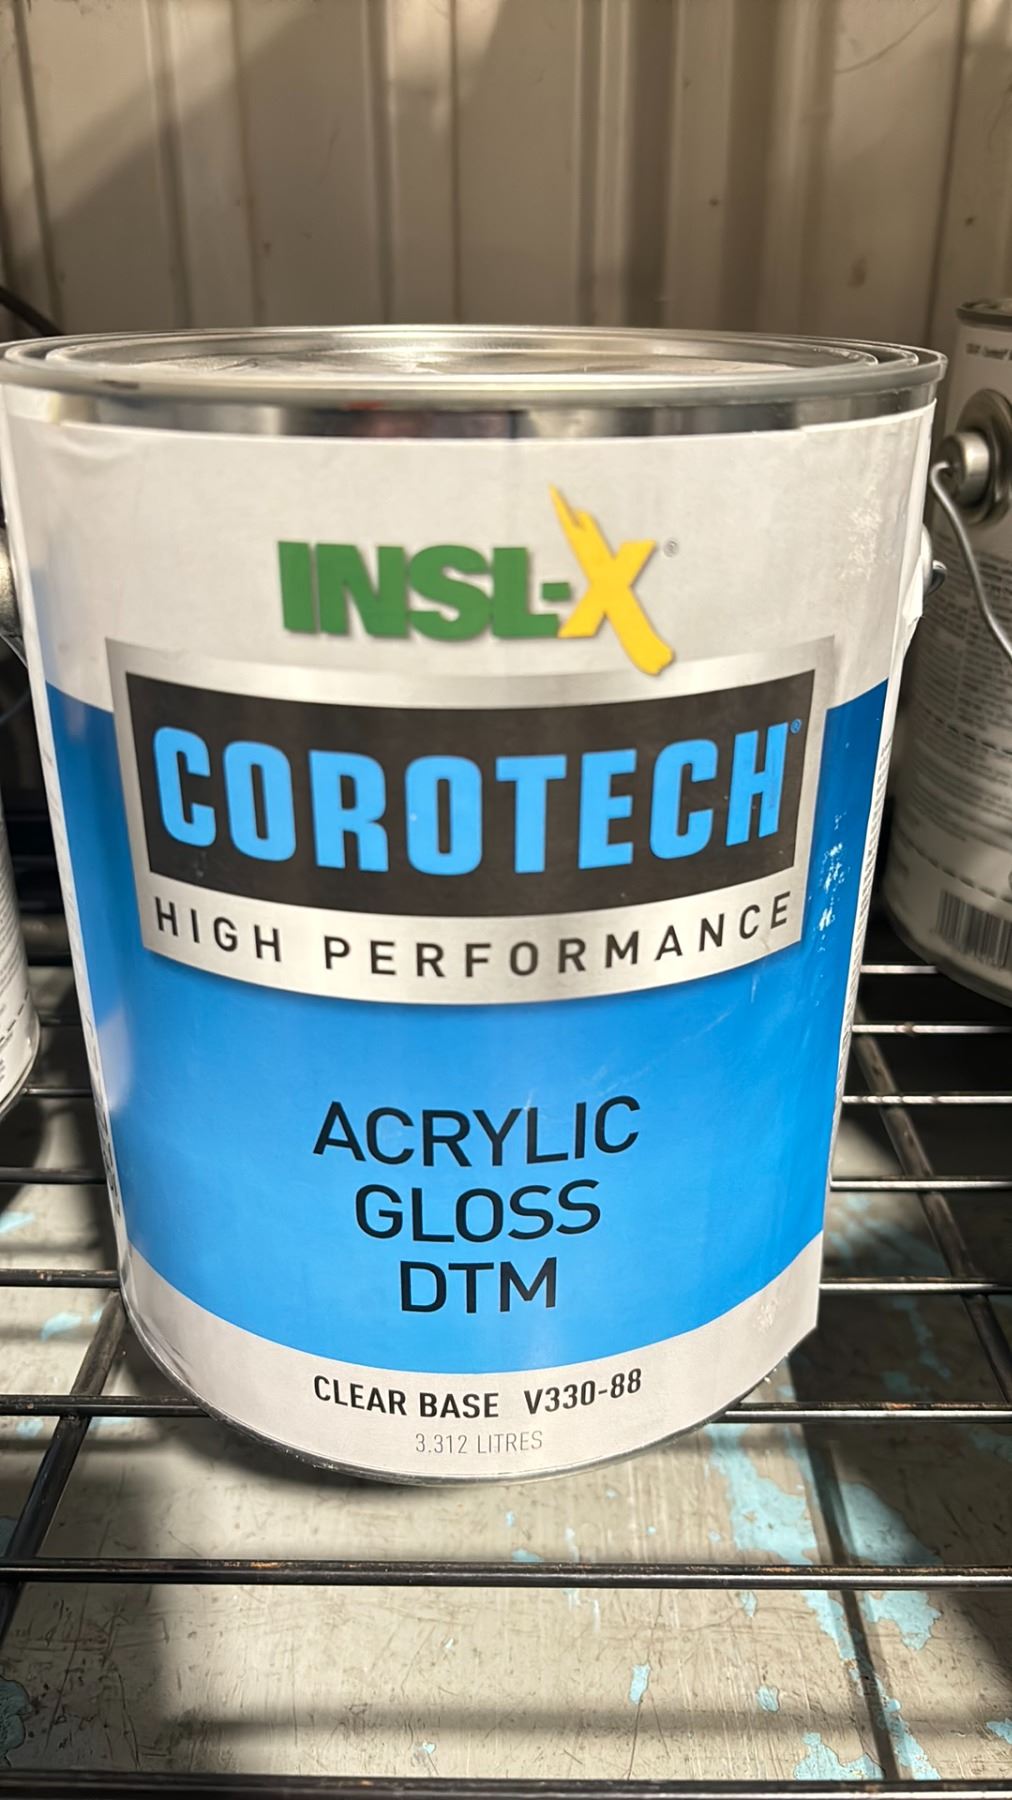 INSL-X®
COROTECH®
HIGH PERFORMANCE
ACRYLIC
GLOSS
DTM
CLEAR BASE V330-88
3.312 LITRES